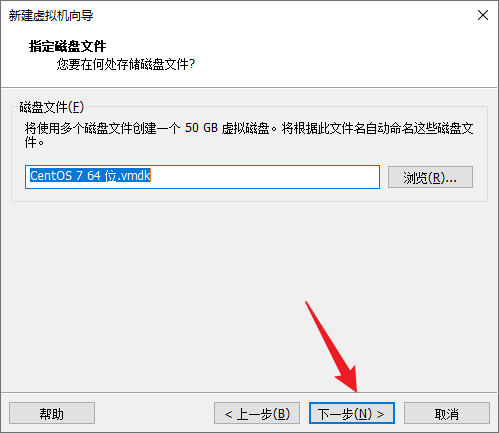 新建虚拟机向导
指定磁盘文件
您要在何处存储磁盘文件?
磁盘文件(F)
将使用多个磁盘文件创建一个 50 GB 虚拟磁盘。将根据此文件名自动命名这些磁盘文
件。
CentOS 7 64 位.vmdk
浏览(R)...
帮助
< 上一步(B)
下一步(N) >
取消